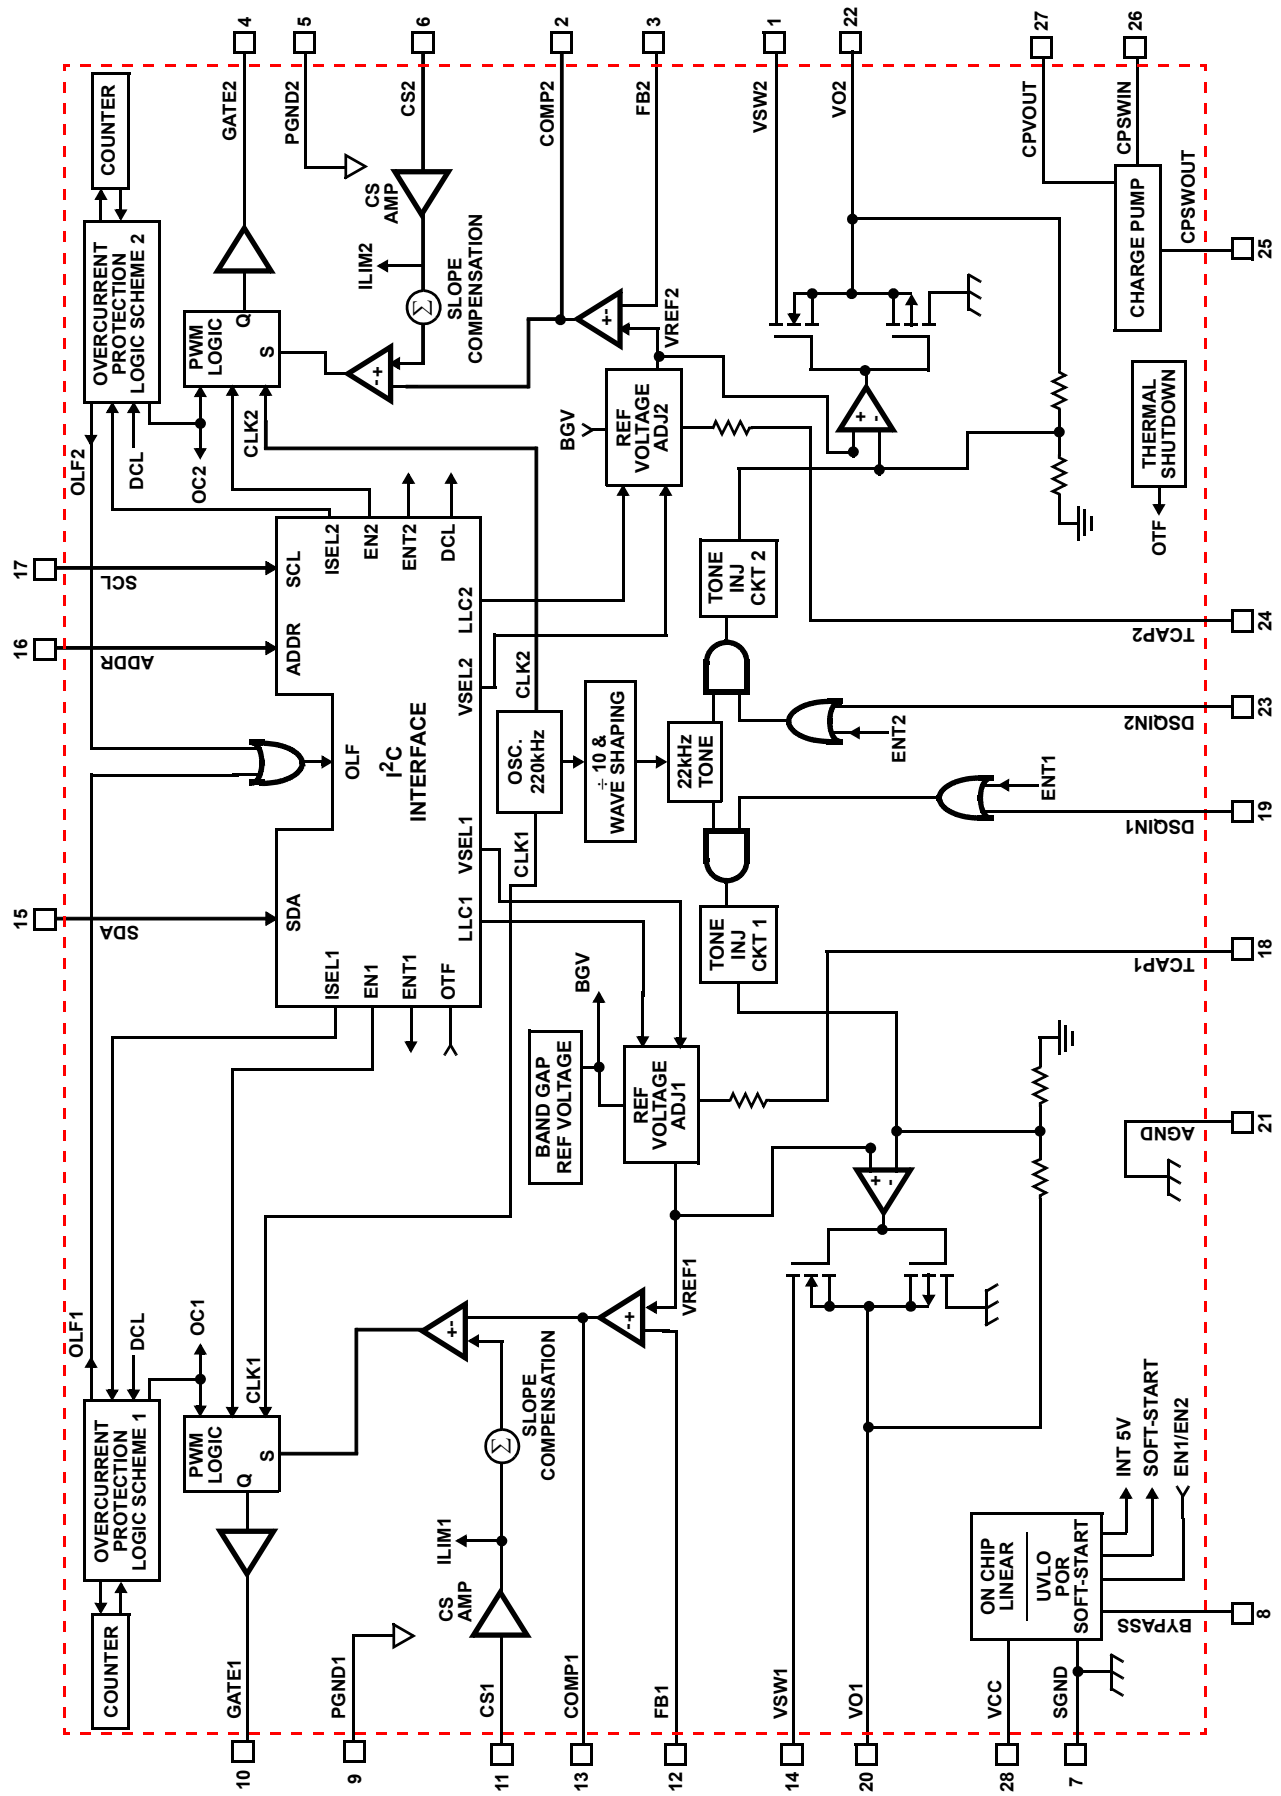 COUNTER
OVERCURRENT
PROTECTION
LOGIC SCHEME 1
OLF1
DCL
OC1
CLK1
PWM
LOGIC
Q
S
GATE1
10
PGND1
9
CS1
11
CS
AMP
ILIM1
Σ
SLOPE
COMPENSATION
+-
COMP1
13
FB1
12
-+
VREF1
VSW1
14
VO1
20
VCC
28
SGND
7
ON CHIP
LINEAR
UVLO
POR
SOFT-START
BYPASS
8
INT 5V
SOFT-START
EN1/EN2
AGND
21
+
-
BAND GAP
REF VOLTAGE
BGV
REF
VOLTAGE
ADJ1
TCAP1
18
TONE
INJ
CKT 1
15
SDA
16
ADDR
17
SCL
SDA
ADDR
SCL
ISEL1
EN1
ENT1
OTF
OLF
I2C
INTERFACE
ISEL2
EN2
ENT2
DCL
LLC1
VSEL1
VSEL2
LLC2
CLK1
OSC.
220kHz
CLK2
÷ 10 &
WAVE SHAPING
22kHz
TONE
ENT1
DSQIN1
19
ENT2
DSQIN2
23
TONE
INJ
CKT 2
TCAP2
24
COUNTER
OVERCURRENT
PROTECTION
LOGIC SCHEME 2
OLF2
DCL
OC2
CLK2
PWM
LOGIC
Q
S
GATE2
4
PGND2
5
CS2
6
CS
AMP
ILIM2
Σ
SLOPE
COMPENSATION
-+
COMP2
2
FB2
3
+-
VREF2
BGV
REF
VOLTAGE
ADJ2
VSW2
1
VO2
22
+
-
CPVOUT
27
CPSWIN
26
CHARGE PUMP
CPSWOUT
25
THERMAL
SHUTDOWN
OTF